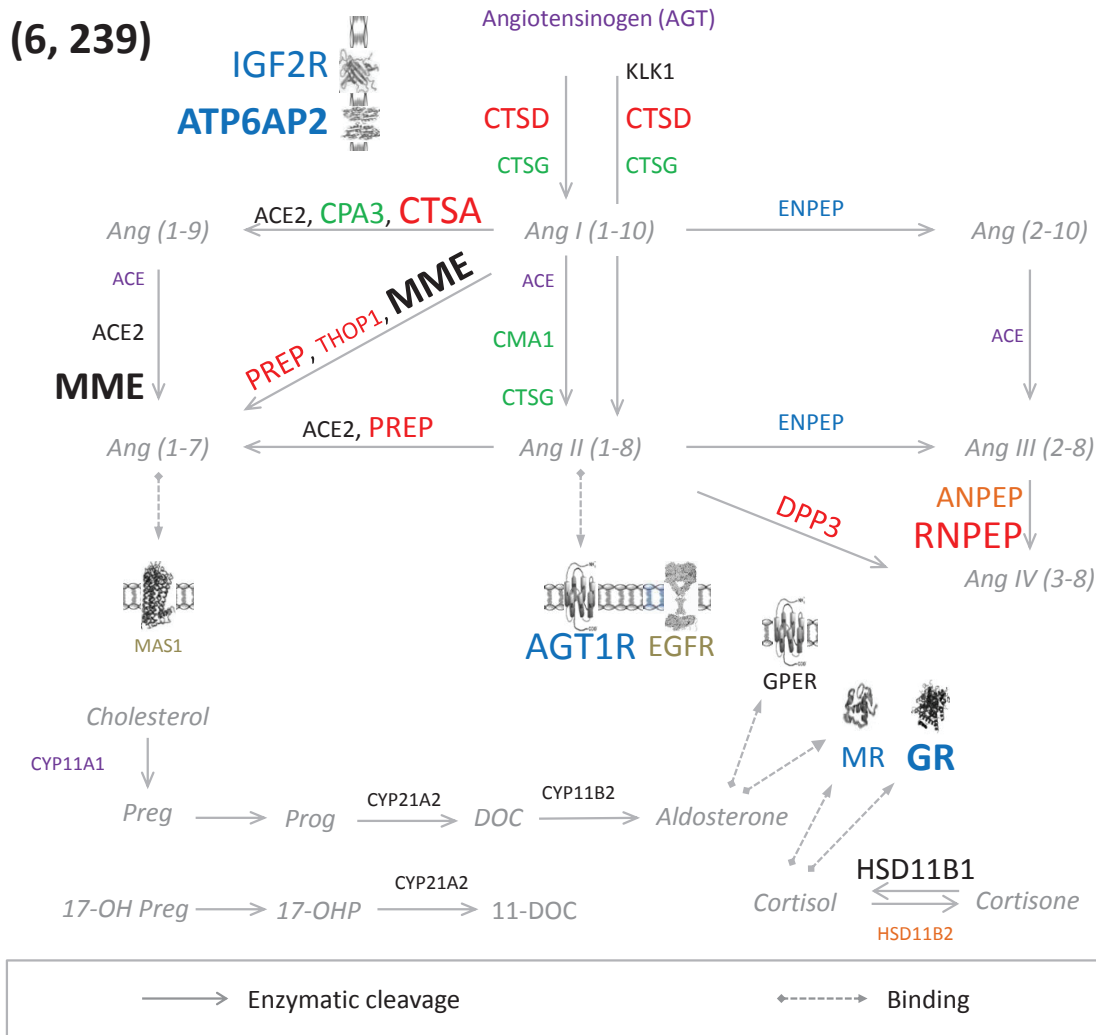 Angiotensinogen (AGT)
(6, 239)
IGF2R
ATP6AP2
KLK1
CTSD
CTSD
CTSG
CTSG
ACE2, CPA3, CTSA
ENPEP
Ang (1-9)
Ang I (1-10)
Ang (2-10)
ACE
ACE2
MME
PREP, THOP1, MME
ACE
CMA1
CTSG
ACE
ACE2, PREP
ENPEP
Ang (1-7)
Ang II (1-8)
Ang III (2-8)
DPP3
ANPEP
RNPEP
Ang IV (3-8)
MAS1
AGT1R
EGFR
GPER
MR
GR
Cholesterol
CYP11A1
Preg
Prog
CYP21A2
DOC
CYP11B2
Aldosterone
HSD11B1
17-OH Preg
17-OHP
CYP21A2
11-DOC
Cortisol
Cortisone
HSD11B2
Enzymatic cleavage
Binding